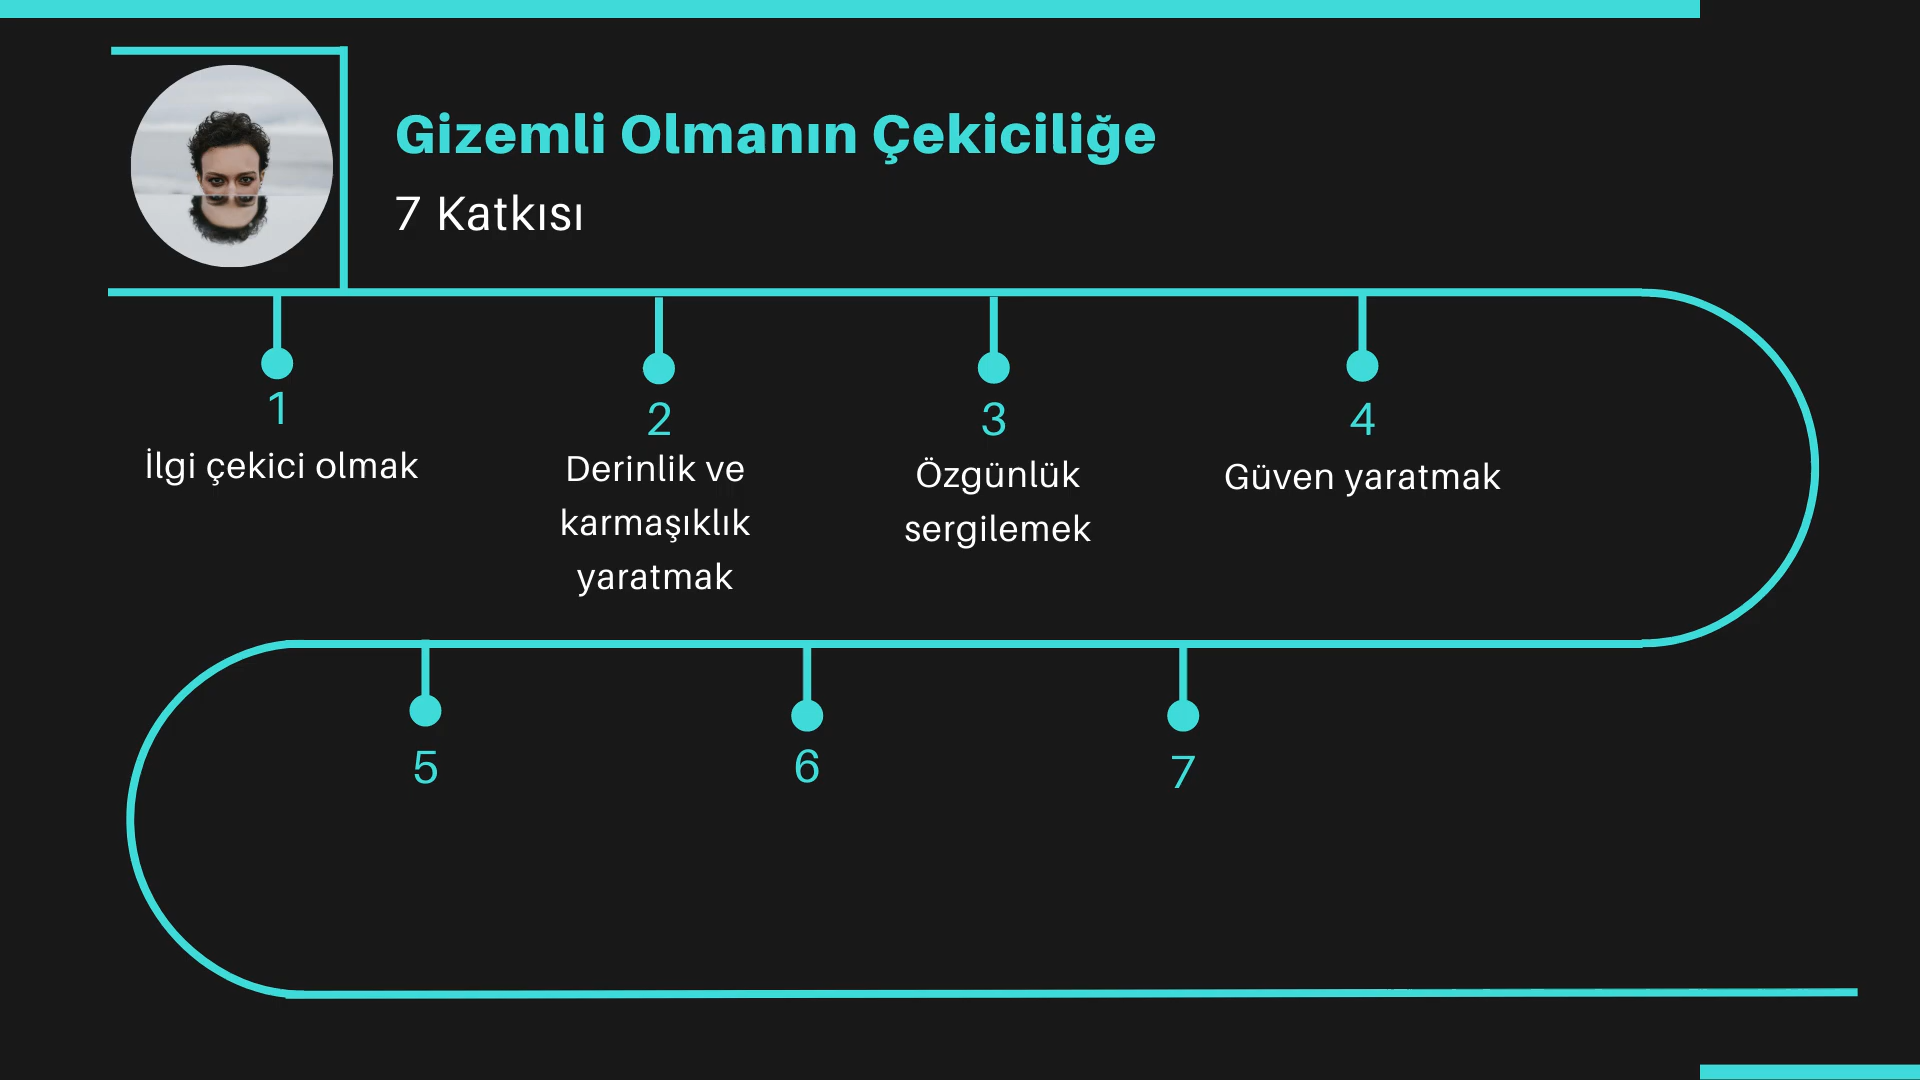 Gizemli Olmanın Çekiciliğe
7 Katkısı
1
İlgi çekici olmak
2
Derinlik ve
karmaşıklık
yaratmak
3
Özgünlük
sergilemek
4
Güven yaratmak
5
6
7